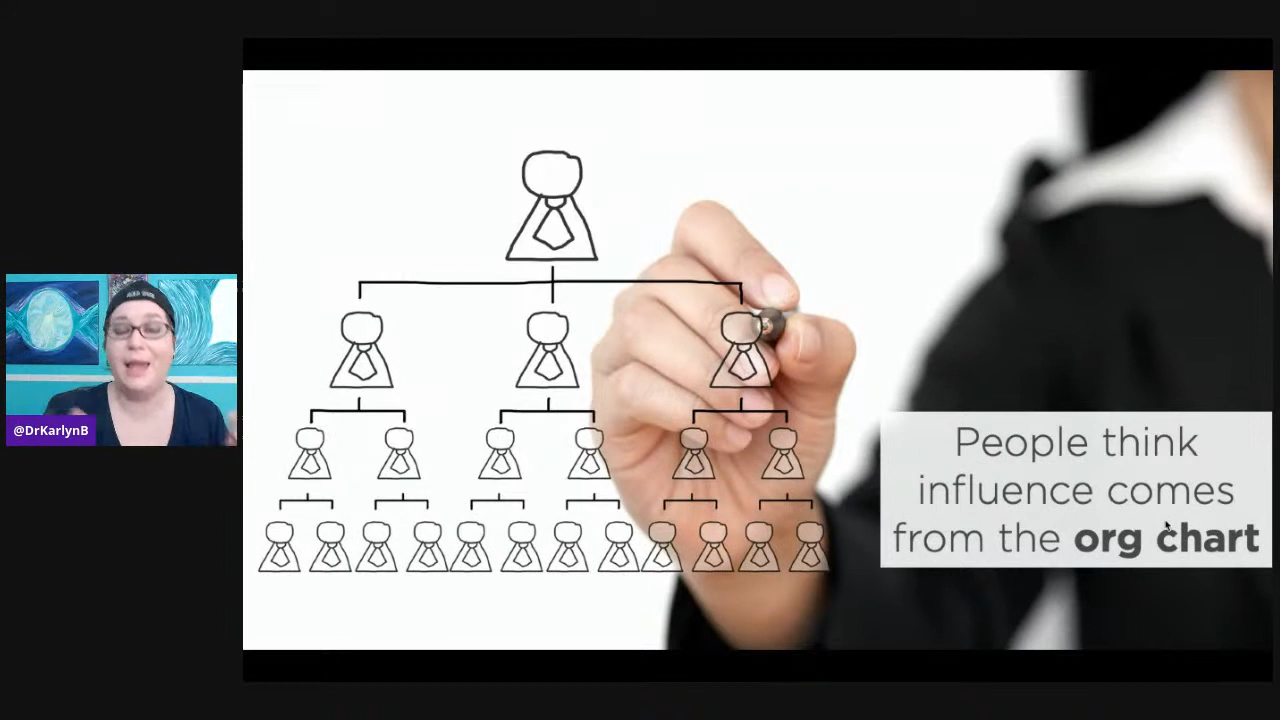 @DrKarlynB
People think
influence comes
from the org chart